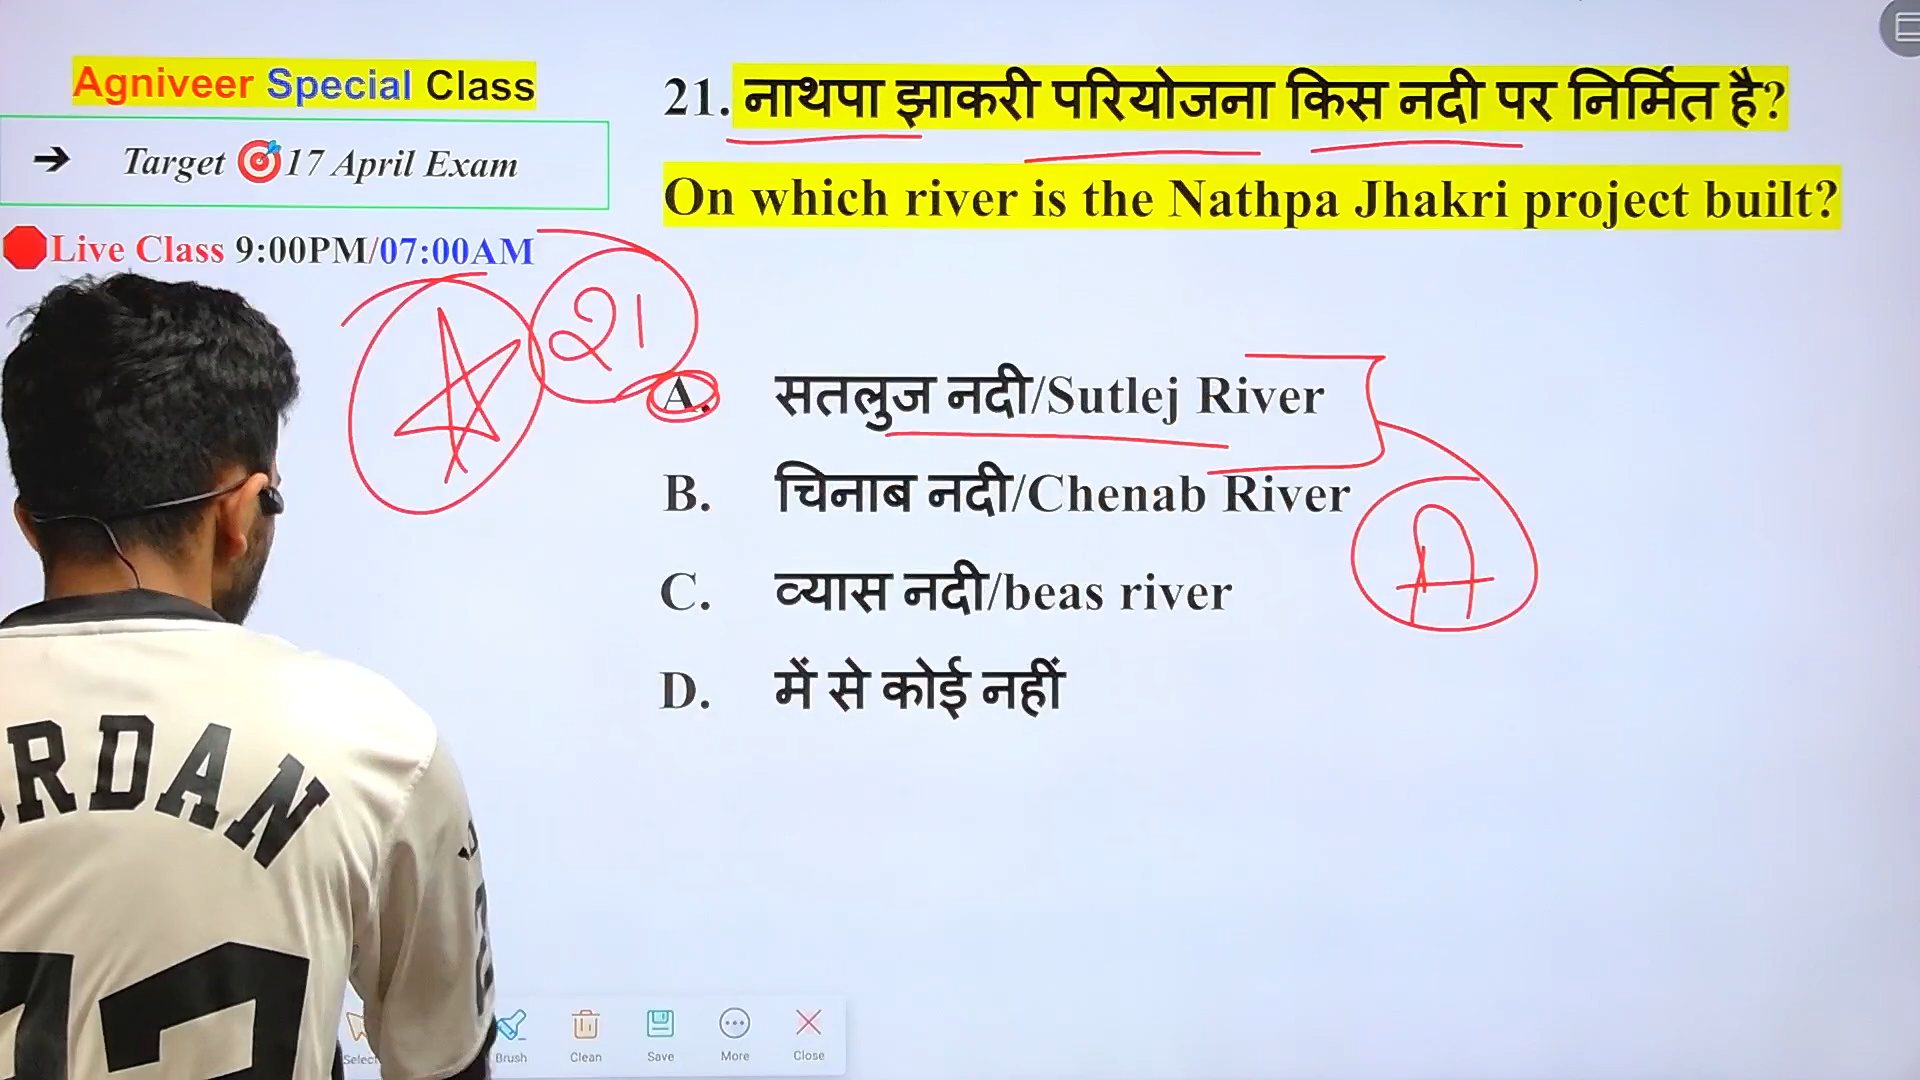 Agniveer Special Class
→ Target 🎯17 April Exam
Live Class 9:00PM/07:00AM
21. नाथपा झाकरी परियोजना किस नदी पर निर्मित है?
On which river is the Nathpa Jhakri project built?
21
A. सतलुज नदी/Sutlej River
B. चिनाब नदी/Chenab River
C. व्यास नदी/beas river
D. में से कोई नहीं
A
RDAN
Select Brush Clean Save More Close